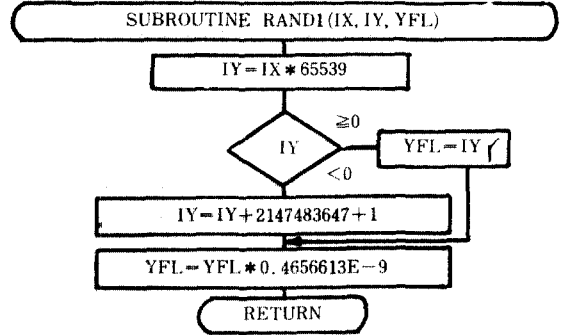 SUBROUTINE RAND1(IX, IY, YFL)
IY=IX*65539
≧0
IY
YFL=IY
<0
IY=IY+2147483647+1
YFL=YFL*0.4656613E-9
RETURN